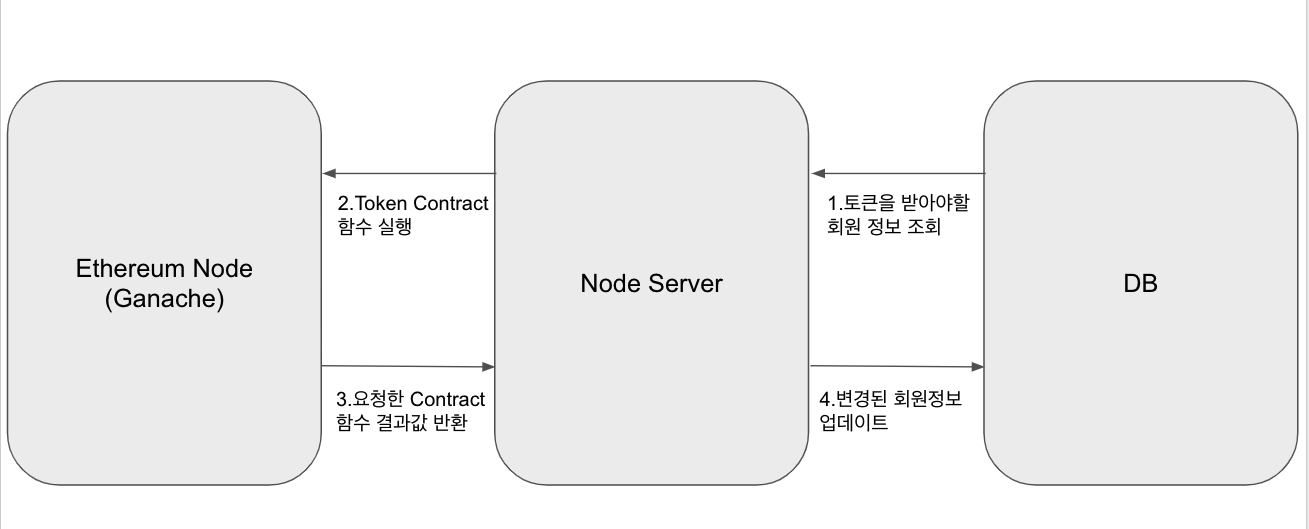 2.Token Contract
함수 실행
1.토큰을 받아야할
회원 정보 조회
Ethereum Node
(Ganache)
Node Server
DB
3.요청한 Contract
함수 결과값 반환
4.변경된 회원정보
업데이트